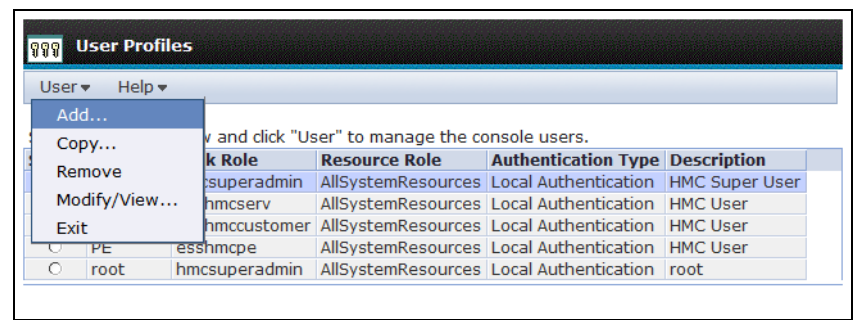 User Profiles
User Help
Add...
Copy...
Remove
Modify/View...
Exit
and click "User" to manage the console users.
Role Resource Role Authentication Type Description
AllSystemResources Local Authentication HMC Super User
AllSystemResources Local Authentication HMC User
AllSystemResources Local Authentication HMC User
PE esshmcpe AllSystemResources Local Authentication HMC User
root hmcsuperadmin AllSystemResources Local Authentication root